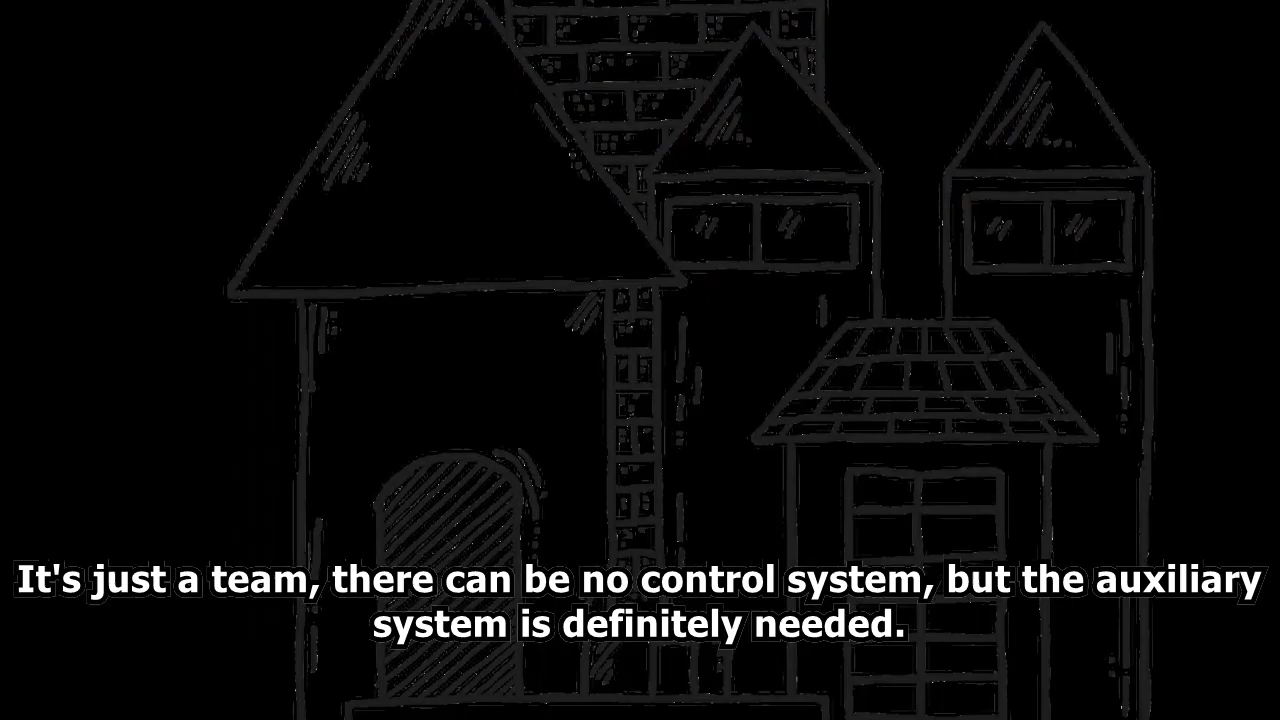 It's just a team, there can be no control system, but the auxiliary
system is definitely needed.